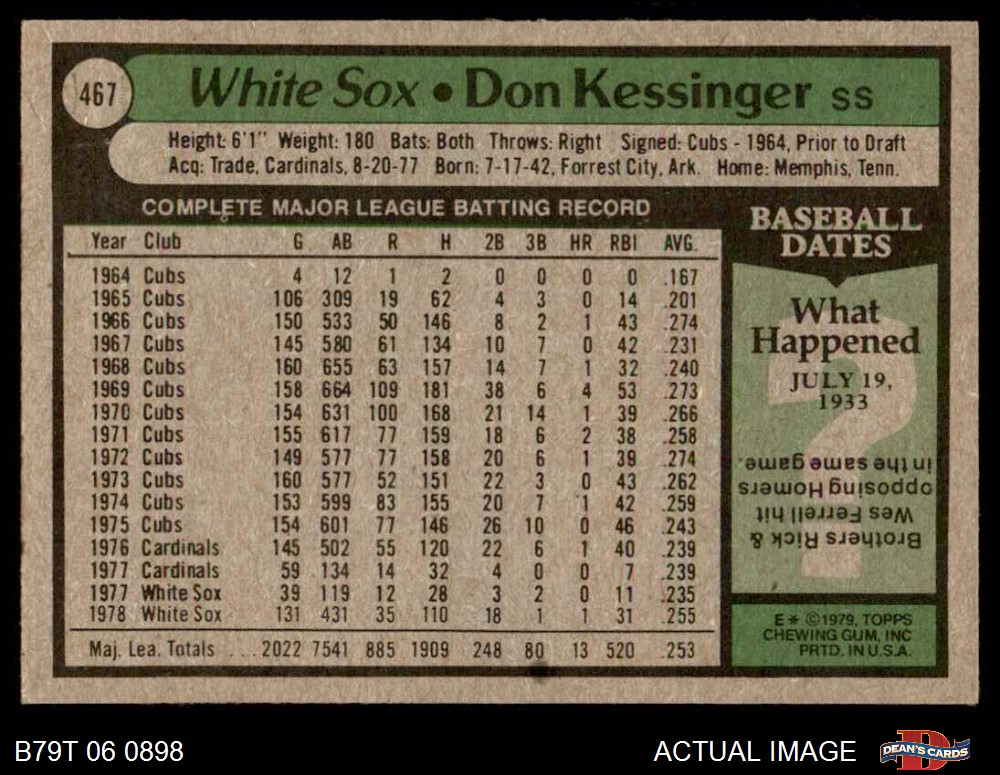 467
White Sox • Don Kessinger SS
Height: 6'1" Weight: 180 Bats: Both Throws: Right Signed: Cubs - 1964, Prior to Draft
Acq: Trade, Cardinals, 8-20-77 Born: 7-17-42, Forrest City, Ark. Home: Memphis, Tenn.
COMPLETE MAJOR LEAGUE BATTING RECORD
Year Club G AB R H 2B 3B HR RBI AVG.
1964 Cubs 4 12 1 2 0 0 0 0 .167
1965 Cubs 106 309 19 62 4 3 0 14 .201
1966 Cubs 150 533 50 146 8 2 1 43 .274
1967 Cubs 145 580 61 134 10 7 0 42 .231
1968 Cubs 160 655 63 157 14 7 1 32 .240
1969 Cubs 158 664 109 181 38 6 4 53 .273
1970 Cubs 154 631 100 168 21 14 1 39 .266
1971 Cubs 155 617 77 159 18 6 2 38 .258
1972 Cubs 149 577 77 158 20 6 1 39 .274
1973 Cubs 160 577 52 151 22 3 0 43 .262
1974 Cubs 153 599 83 155 20 7 1 42 .259
1975 Cubs 154 601 77 146 26 10 0 46 .243
1976 Cardinals 145 502 55 120 22 6 1 40 .239
1977 Cardinals 59 134 14 32 4 0 0 7 .239
1977 White Sox 39 119 12 28 3 2 0 11 .235
1978 White Sox 131 431 35 110 18 1 1 31 .255
Maj. Lea. Totals ... 2022 7541 885 1909 248 80 13 520 .253
BASEBALL
DATES
What
Happened
JULY 19,
1933
Brothers Rick &
Wes Ferrell hit
opposing Homers
in the same game.
E * ©1979, TOPPS
CHEWING GUM, INC
PRTD. IN U.S.A.
B79T 06 0898
ACTUAL IMAGE
DEAN'S CARDS